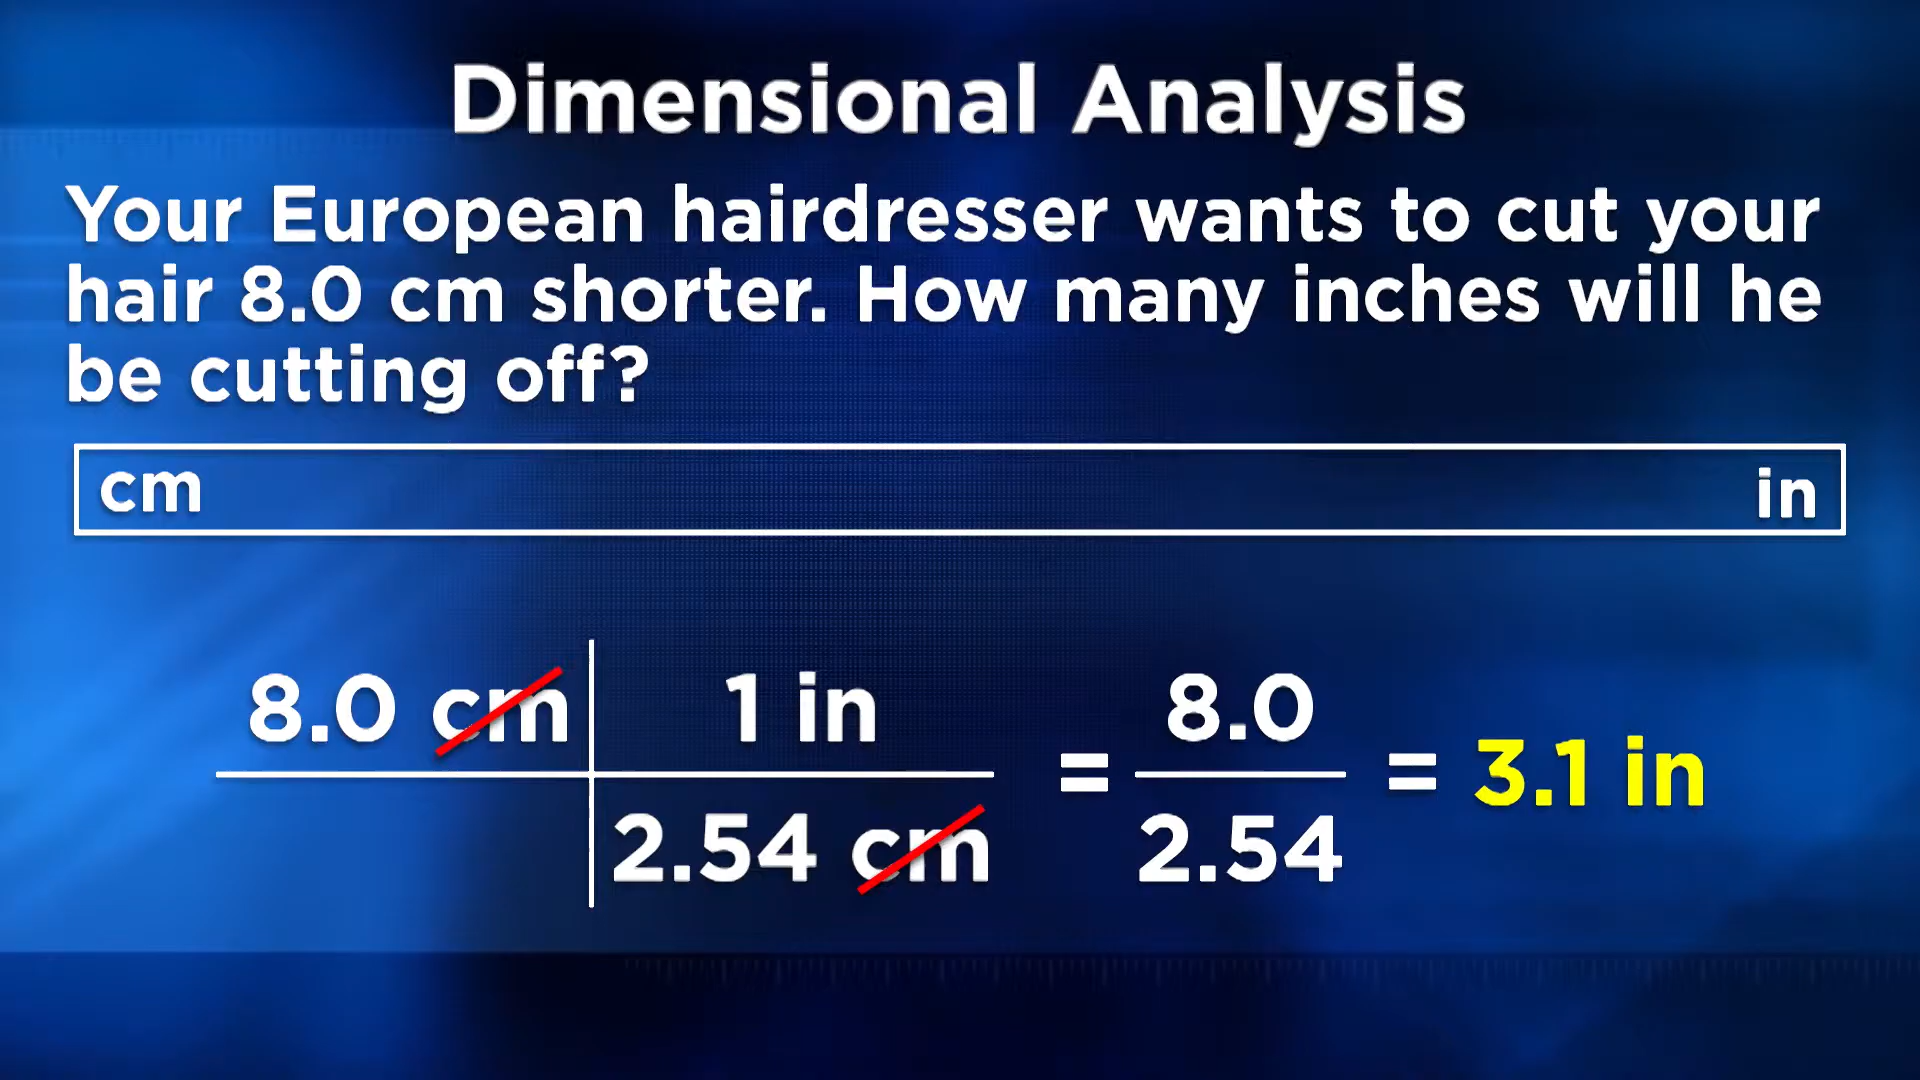 Dimensional Analysis
Your European hairdresser wants to cut your
hair 8.0 cm shorter. How many inches will he
be cutting off?
cm in
8.0 cm 1 in
2.54 cm
= 8.0
2.54
= 3.1 in